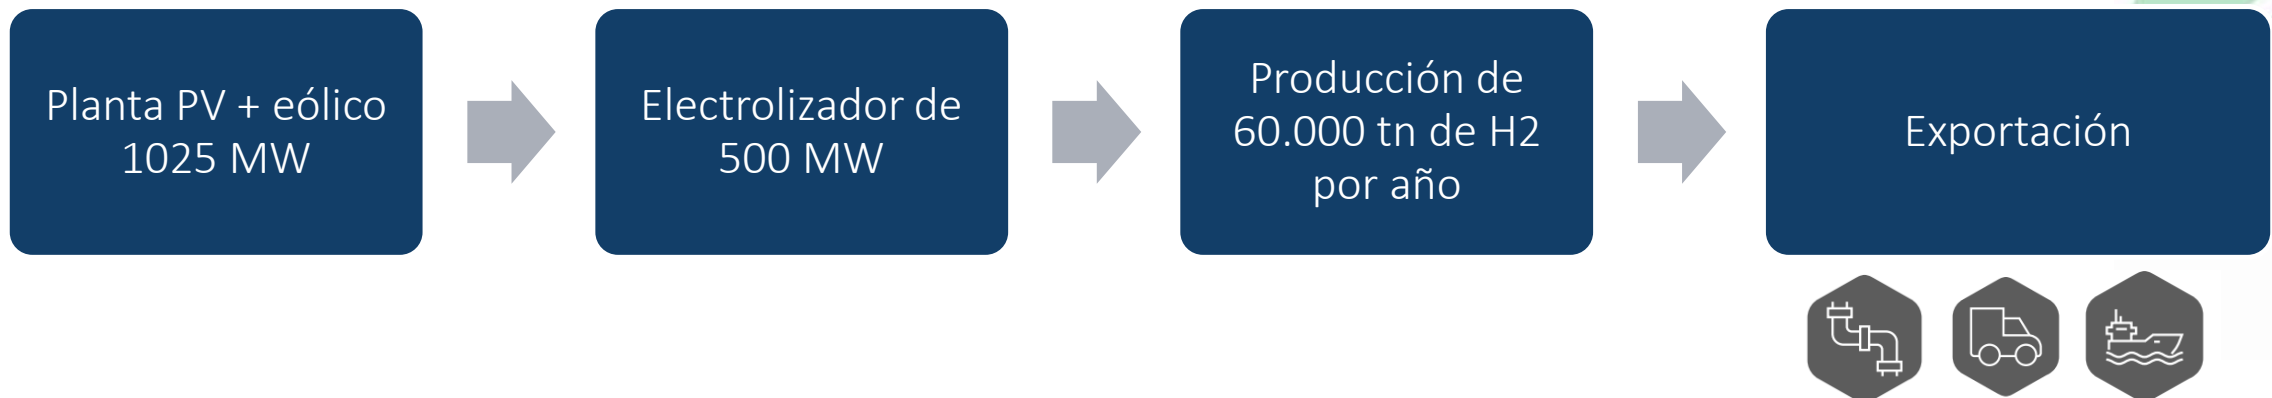 Planta PV + eólico
1025 MW
Electrolizador de
500 MW
Producción de
60.000 tn de H2
por año
Exportación